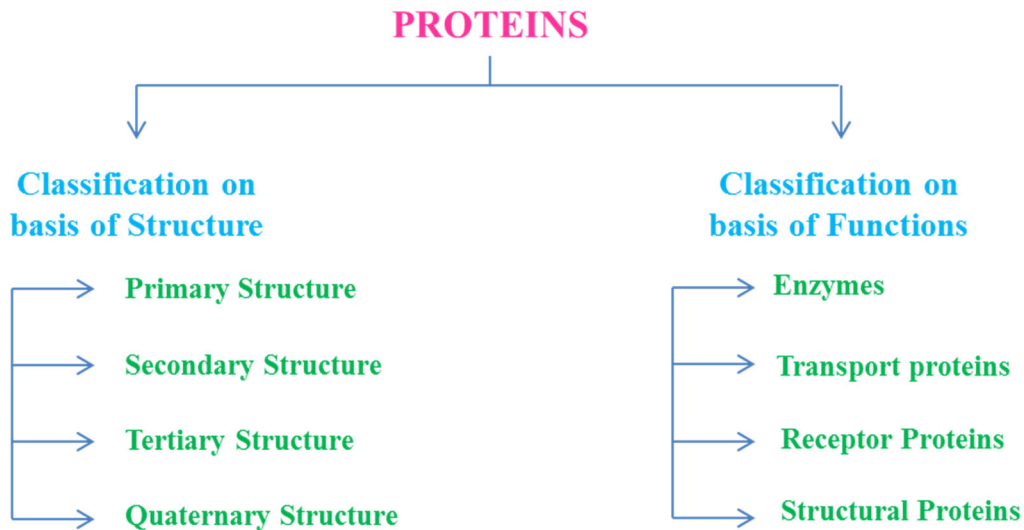 PROTEINS
Classification on
basis of Structure
Primary Structure
Secondary Structure
Tertiary Structure
Quaternary Structure
Classification on
basis of Functions
Enzymes
Transport proteins
Receptor Proteins
Structural Proteins